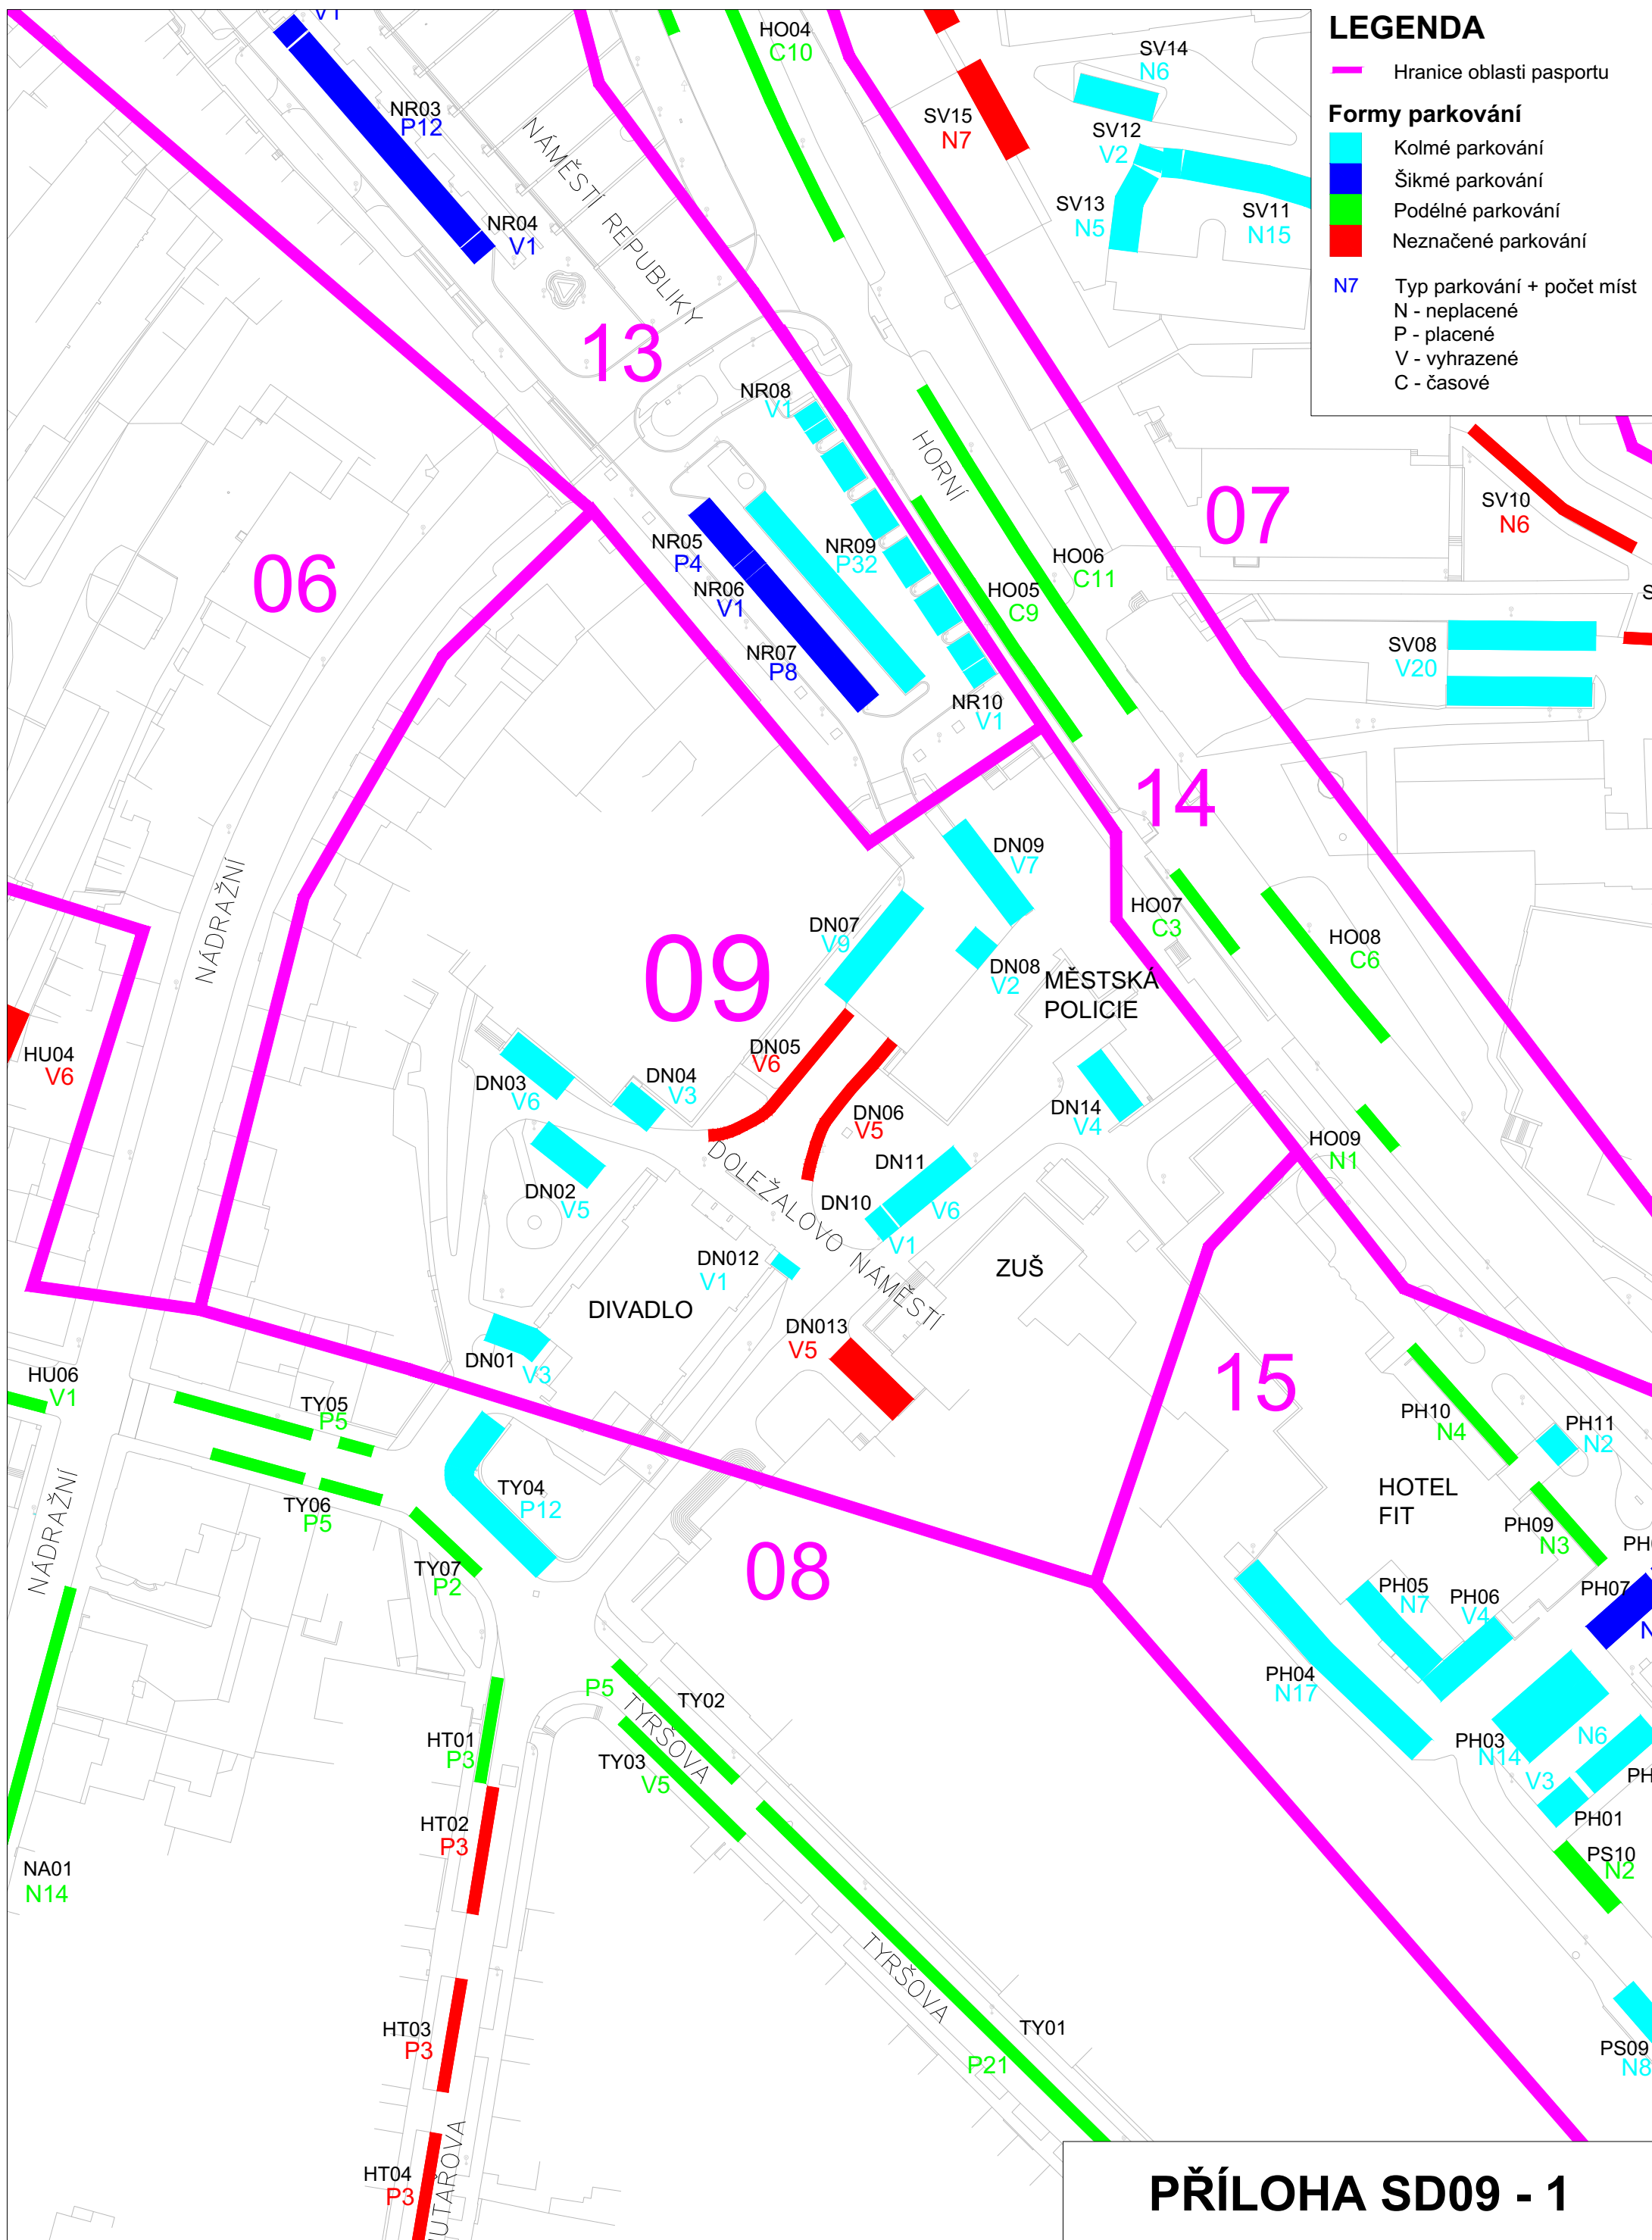 LEGENDA
Hranice oblasti pasportu
Formy parkování
Kolmé parkování
Šikmé parkování
Podélné parkování
Neznačené parkování
N7
Typ parkování + počet míst
N - neplacené
P - placené
V - vyhrazené
C - časové
V1
HO04
C10
SV14
N6
NR03
P12
SV15
N7
SV12
V2
NÁMĚSTÍ REPUBLIKY
SV13
N5
SV11
N15
NR04
V1
13
NR08
V1
HORNÍ
07
SV10
N6
06
NR05
P4
NR09
P32
HO06
C11
NR06
V1
HO05
C9
NR07
P8
SV08
V20
NR10
V1
14
DN09
V7
NÁDRAŽNÍ
DN07
V9
HO07
C3
HO08
C6
09
DN08
V2
MĚSTSKÁ
POLICIE
HU04
V6
DN05
V6
DN03
V6
DN04
V3
DN06
V5
DN14
V4
HO09
N1
DOLEŽALOVO NÁMĚSTÍ
DN11
V6
DN02
V5
DN10
V1
DN012
V1
ZUŠ
DIVADLO
DN013
V5
DN01
V3
15
HU06
V1
TY05
P5
PH10
N4
PH11
N2
NÁDRAŽNÍ
TY04
P12
TY06
P5
HOTEL
FIT
PH09
N3
08
TY07
P2
PH05
N7
PH06
V4
PH07
PH04
N17
P5
TY02
TYRŠOVA
HT01
P3
TY03
V5
PH03
N14
N6
V3
PH01
HT02
P3
NA01
N14
PS10
N2
TYRŠOVA
HT03
P3
TY01
P21
PS09
N8
HT04
P3
PŘÍLOHA SD09 - 1